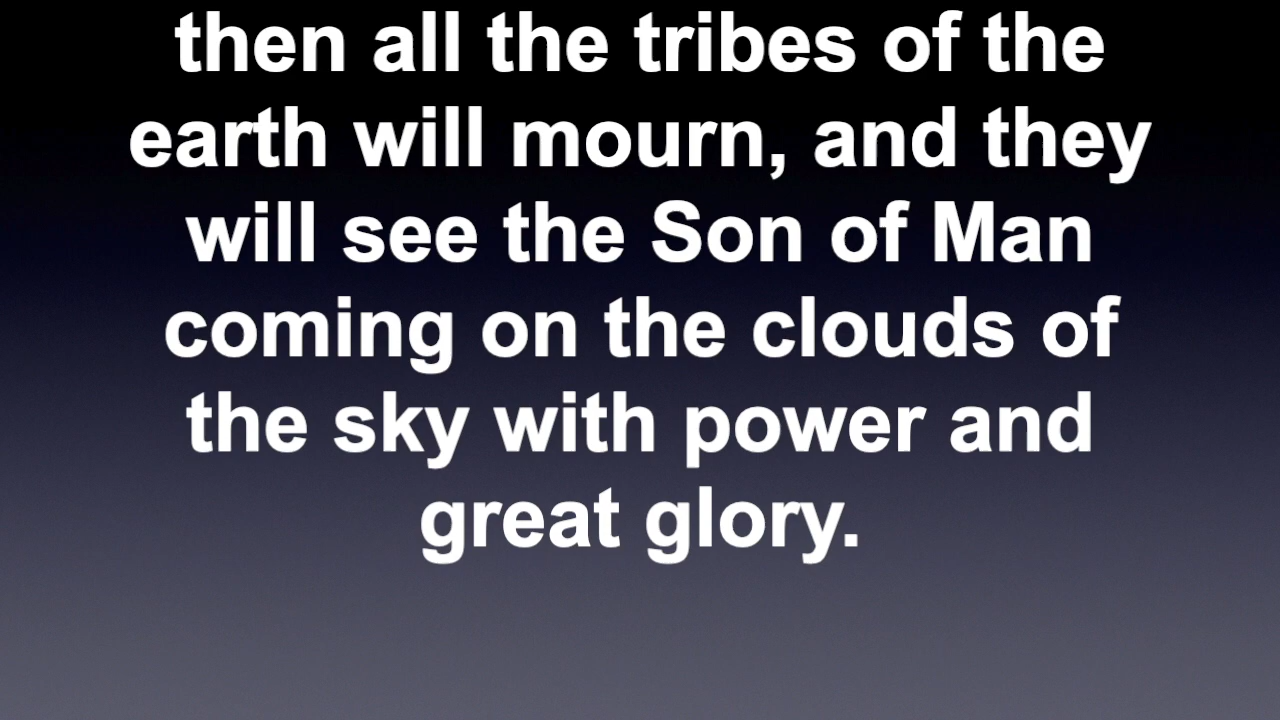 then all the tribes of the
earth will mourn, and they
will see the Son of Man
coming on the clouds of
the sky with power and
great glory.